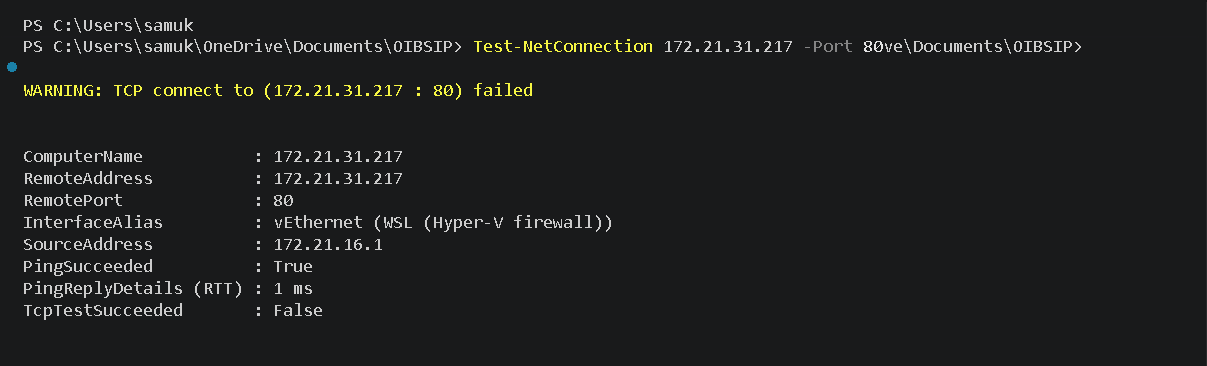 PS C:\Users\samuk
PS C:\Users\samuk\OneDrive\Documents\OIBSIP> Test-NetConnection 172.21.31.217 -Port 80ve\Documents\OIBSIP>
WARNING: TCP connect to (172.21.31.217 : 80) failed
ComputerName           : 172.21.31.217
RemoteAddress          : 172.21.31.217
RemotePort             : 80
InterfaceAlias         : vEthernet (WSL (Hyper-V firewall))
SourceAddress          : 172.21.16.1
PingSucceeded          : True
PingReplyDetails (RTT) : 1 ms
TcpTestSucceeded       : False